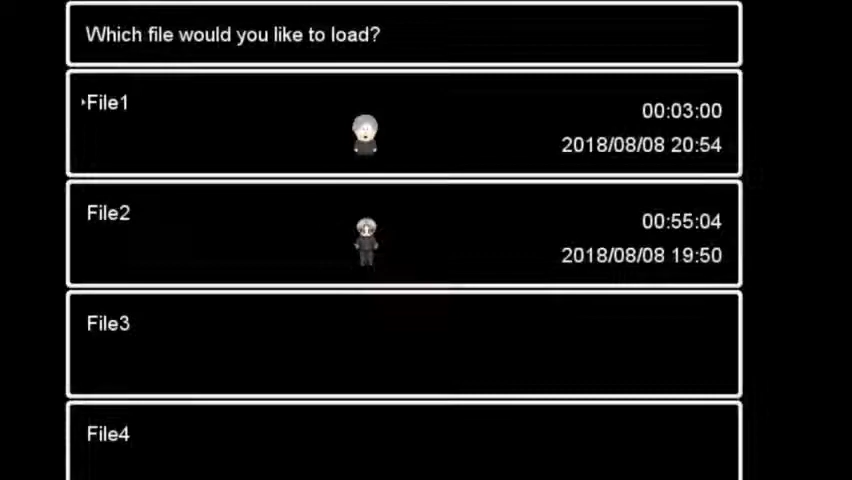 Which file would you like to load?
File1
00:03:00
2018/08/08 20:54
File2
00:55:04
2018/08/08 19:50
File3
File4